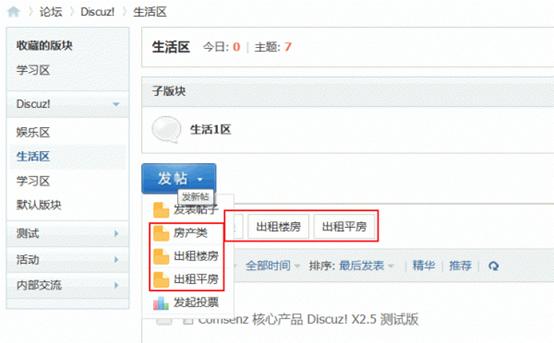 论坛 › Discuz! › 生活区
收藏的版块
学习区
Discuz!
娱乐区
生活区
学习区
默认版块
测试
活动
内部交流
生活区 今日: 0 | 主题: 7
子版块
生活1区
发帖
发新帖
发表帖子
房产类
出租楼房
出租平房
发起投票
出租楼房 出租平房
全部时间 排序: 最后发表 | 精华 | 推荐 |
Comsenz 核心产品 Discuz! X2.5 测试版